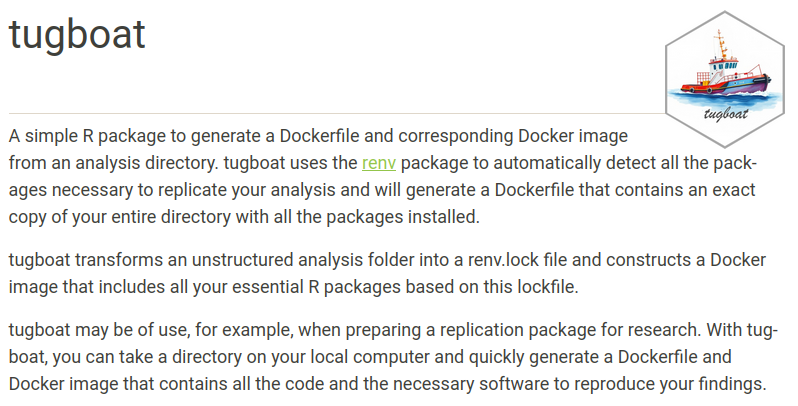 tugboat
tugboat
A simple R package to generate a Dockerfile and corresponding Docker image
from an analysis directory. tugboat uses the renv package to automatically detect all the pack-
ages necessary to replicate your analysis and will generate a Dockerfile that contains an exact
copy of your entire directory with all the packages installed.
tugboat transforms an unstructured analysis folder into a renv.lock file and constructs a Docker
image that includes all your essential R packages based on this lockfile.
tugboat may be of use, for example, when preparing a replication package for research. With tug-
boat, you can take a directory on your local computer and quickly generate a Dockerfile and
Docker image that contains all the code and the necessary software to reproduce your findings.